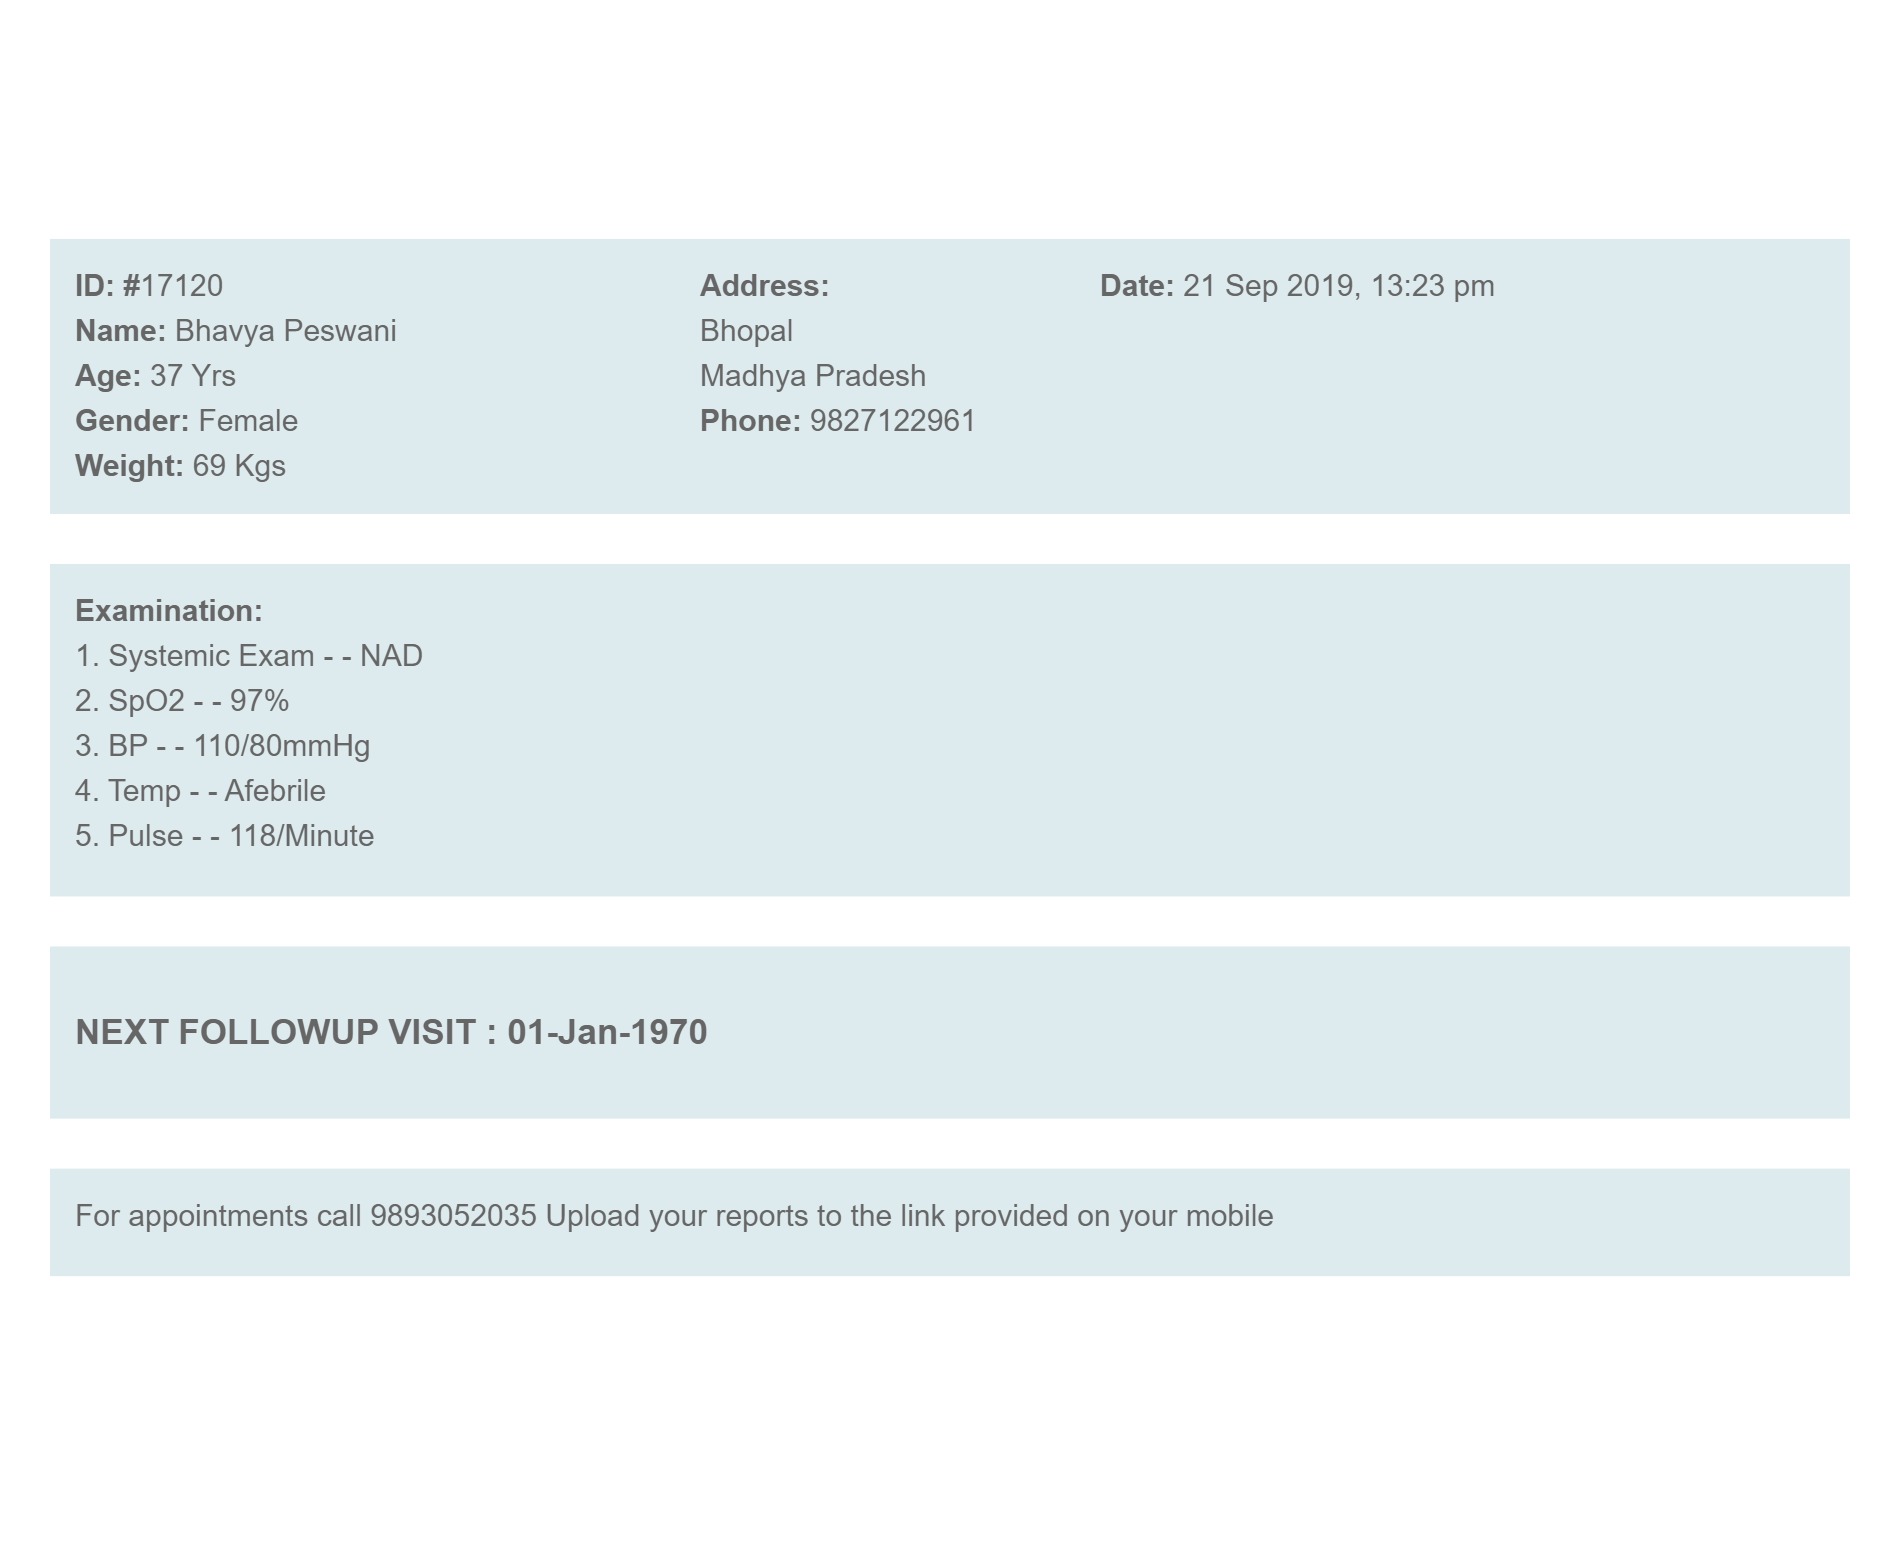 ID: #17120
Name: Bhavya Peswani
Age: 37 Yrs
Gender: Female
Weight: 69 Kgs
Address:
Bhopal
Madhya Pradesh
Phone: 9827122961
Date: 21 Sep 2019, 13:23 pm
Examination:
1. Systemic Exam - - NAD
2. SpO2 - - 97%
3. BP - - 110/80mmHg
4. Temp - - Afebrile
5. Pulse - - 118/Minute
NEXT FOLLOWUP VISIT : 01-Jan-1970
For appointments call 9893052035 Upload your reports to the link provided on your mobile